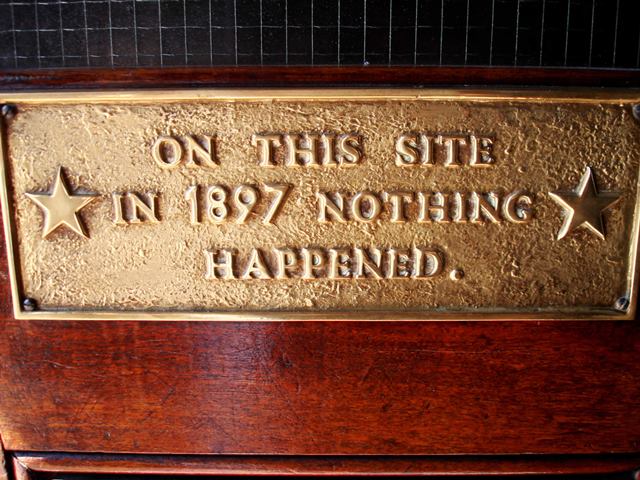 ON THIS SITE
IN 1897 NOTHING
HAPPENED.